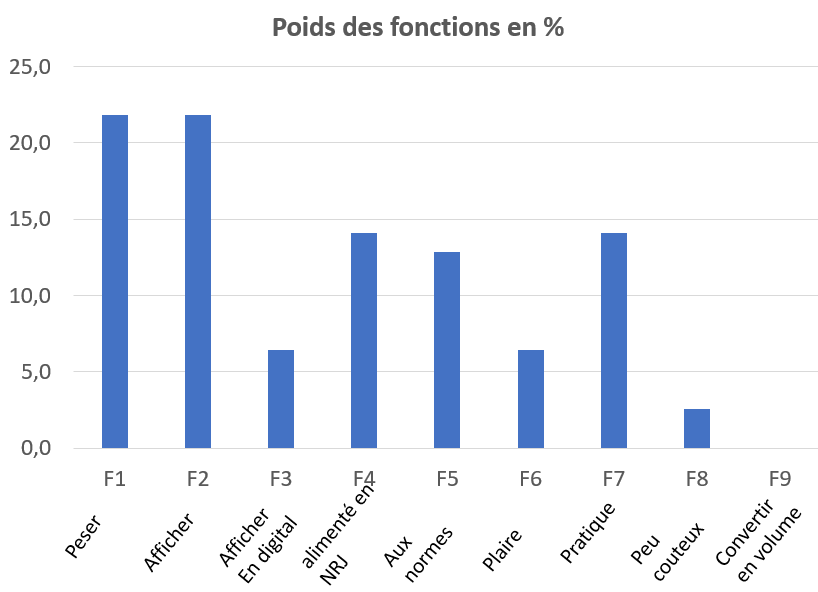 Poids des fonctions en %
25,0
20,0
15,0
10,0
5,0
0,0
F1
F2
F3
F4
F5
F6
F7
F8
F9
Peser
Afficher
Afficher
En digital
alimenté en
NRJ
Aux
normes
Plaire
Pratique
Peu
couteux
Convertir
en volume